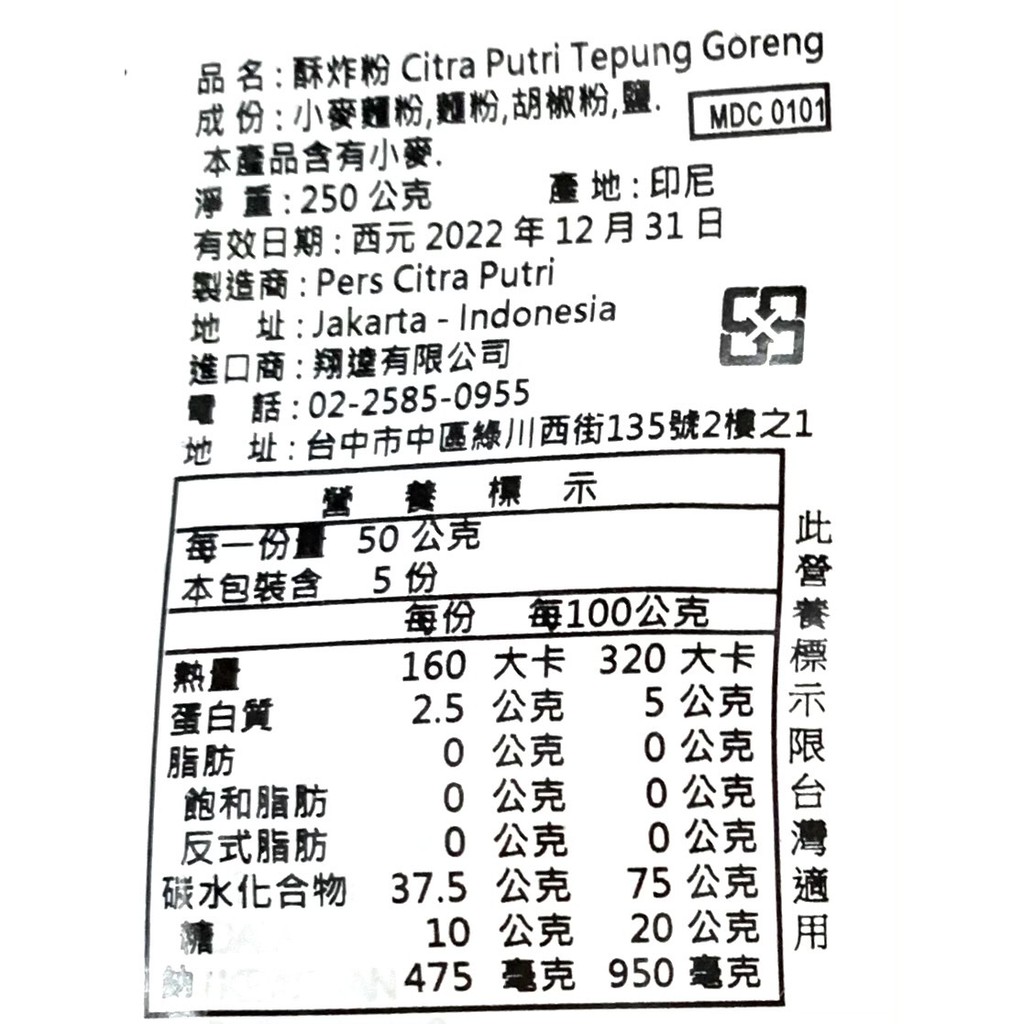 品 名 : 酥炸粉 Citra Putri Tepung Goreng
成 份 : 小麥麵粉,麵粉,胡椒粉,鹽.
MDC 0101
本產品含有小麥.
淨 重 : 250 公克 產 地 : 印尼
有效日期 : 西元 2022 年 12 月 31 日
製造商 : Pers Citra Putri
地 址 : Jakarta - Indonesia
進口商 : 翔達有限公司
電 話 : 02-2585-0955
地 址 : 台中市中區綠川西街135號2樓之1
營 養 標 示
每一份量 50 公克
本包裝含 5 份
每份 每100公克
熱量 160 大卡 320 大卡
蛋白質 2.5 公克 5 公克
脂肪 0 公克 0 公克
飽和脂肪 0 公克 0 公克
反式脂肪 0 公克 0 公克
碳水化合物 37.5 公克 75 公克
糖 10 公克 20 公克
鈉 475 毫克 950 毫克
此營養標示限台灣適用